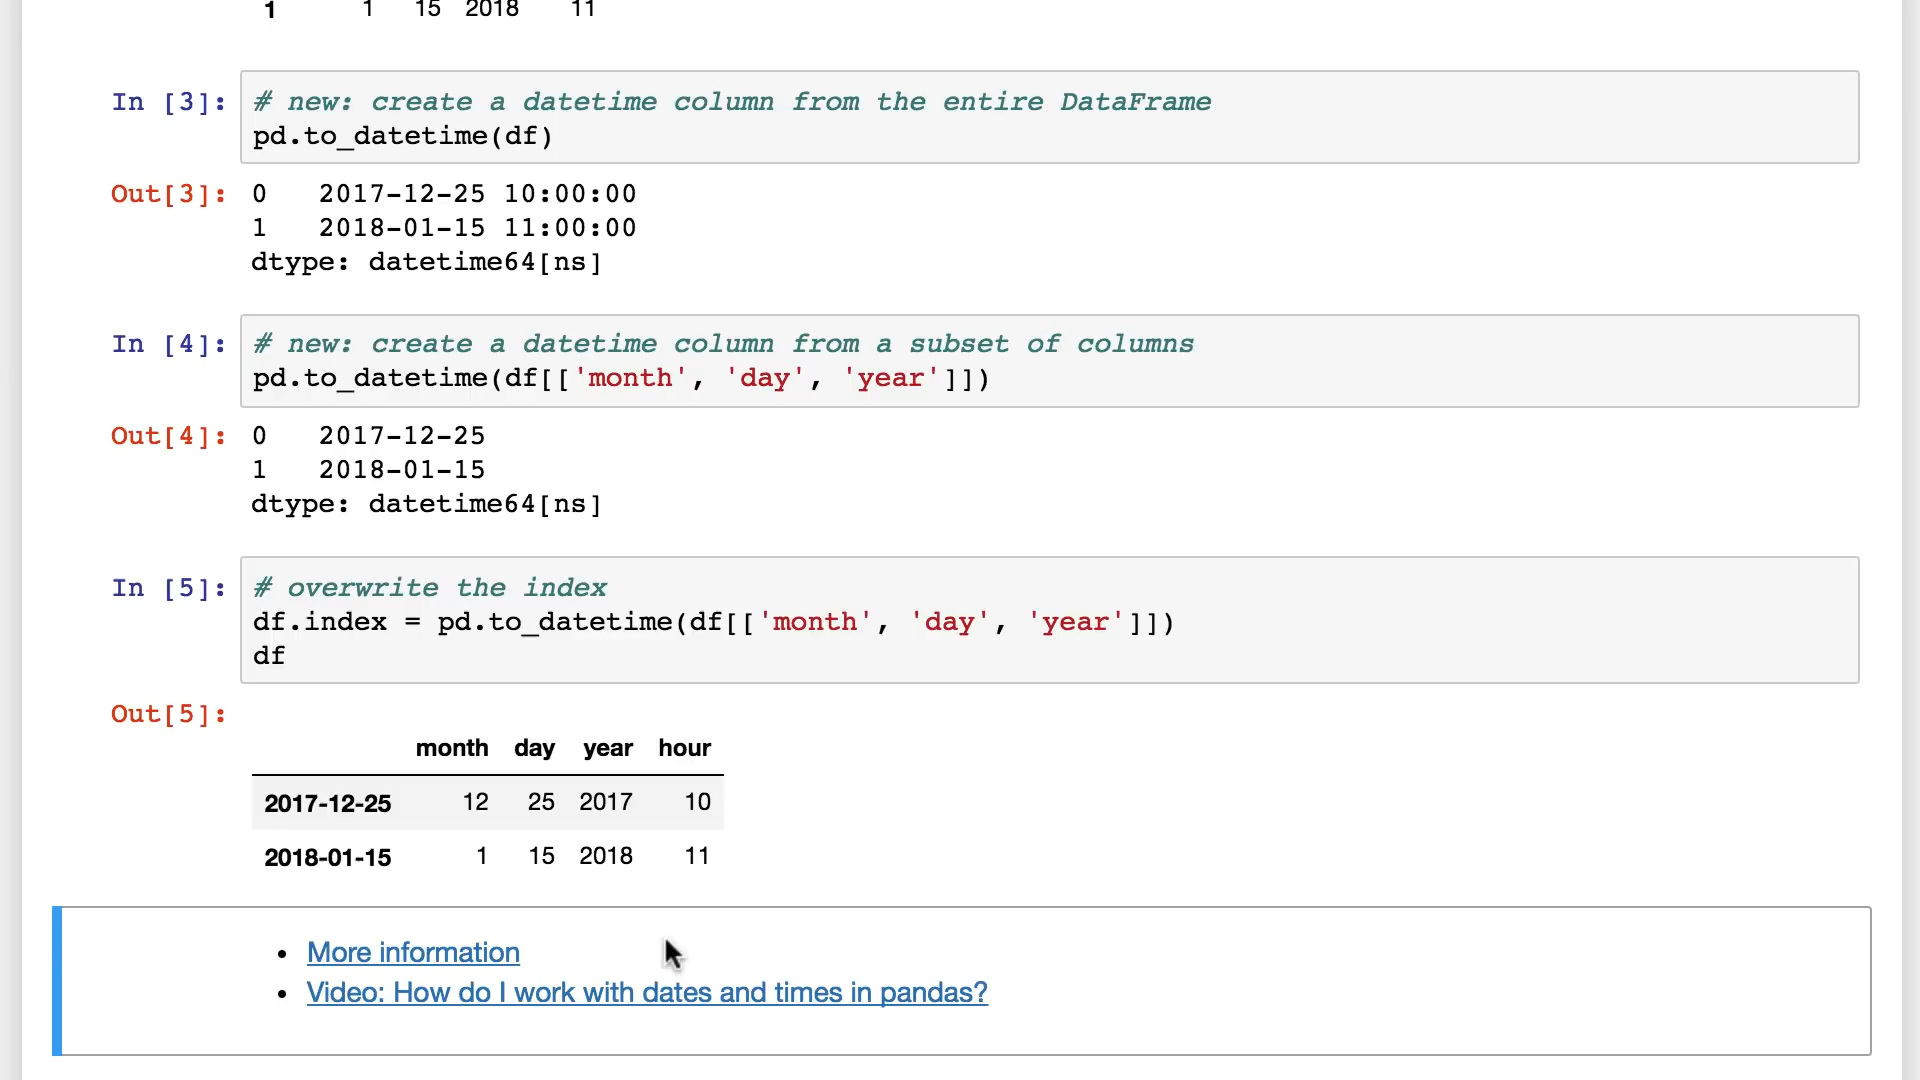 1 1 15 2018 11
In [3]: # new: create a datetime column from the entire DataFrame
pd.to_datetime(df)
Out[3]: 0 2017-12-25 10:00:00
1 2018-01-15 11:00:00
dtype: datetime64[ns]
In [4]: # new: create a datetime column from a subset of columns
pd.to_datetime(df[['month', 'day', 'year']])
Out[4]: 0 2017-12-25
1 2018-01-15
dtype: datetime64[ns]
In [5]: # overwrite the index
df.index = pd.to_datetime(df[['month', 'day', 'year']])
df
Out[5]:
month day year hour
2017-12-25 12 25 2017 10
2018-01-15 1 15 2018 11
• More information
• Video: How do I work with dates and times in pandas?